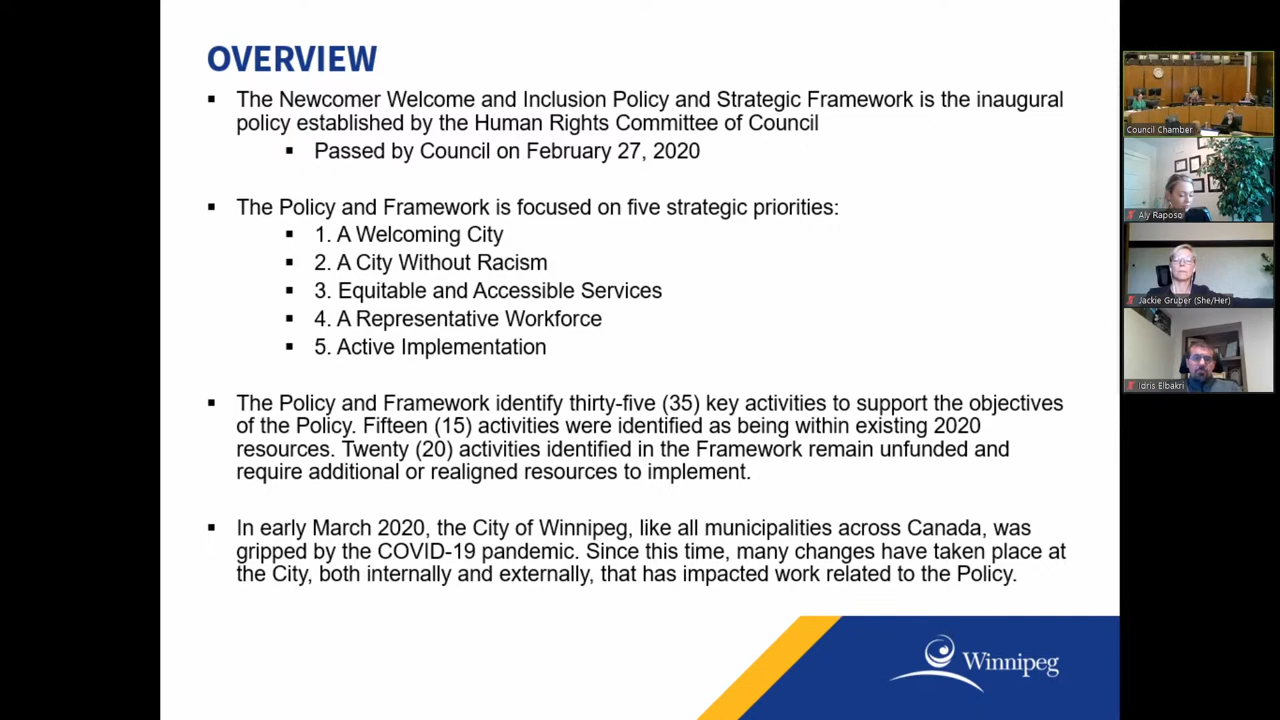 OVERVIEW
▪ The Newcomer Welcome and Inclusion Policy and Strategic Framework is the inaugural
policy established by the Human Rights Committee of Council
▪ Passed by Council on February 27, 2020
▪ The Policy and Framework is focused on five strategic priorities:
▪ 1. A Welcoming City
▪ 2. A City Without Racism
▪ 3. Equitable and Accessible Services
▪ 4. A Representative Workforce
▪ 5. Active Implementation
▪ The Policy and Framework identify thirty-five (35) key activities to support the objectives
of the Policy. Fifteen (15) activities were identified as being within existing 2020
resources. Twenty (20) activities identified in the Framework remain unfunded and
require additional or realigned resources to implement.
▪ In early March 2020, the City of Winnipeg, like all municipalities across Canada, was
gripped by the COVID-19 pandemic. Since this time, many changes have taken place at
the City, both internally and externally, that has impacted work related to the Policy.
Winnipeg
Council Chamber
Aly Raposo
Jackie Gruber (She/Her)
Idris Elbakri